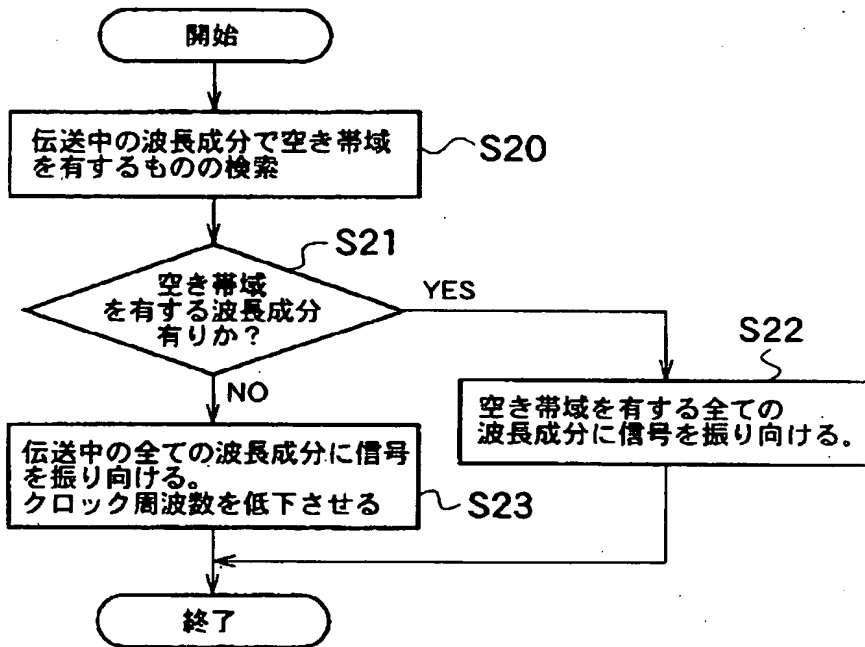 開始
伝送中の波長成分で空き帯域
を有するものの検索
S20
S21
空き帯域
を有する波長成分
有りか？
YES
NO
S22
空き帯域を有する全ての
波長成分に信号を振り向ける。
伝送中の全ての波長成分に信号
を振り向ける。
クロック周波数を低下させる
S23
終了